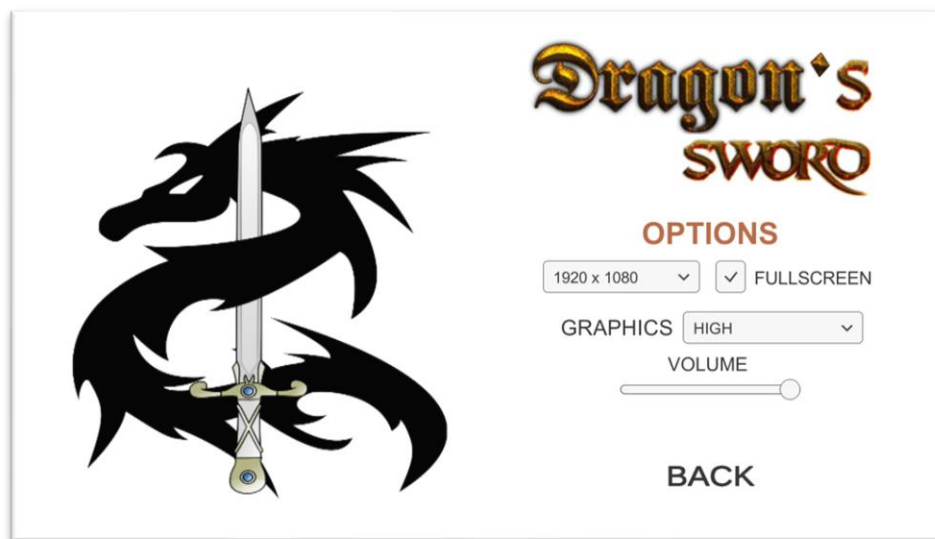 Dragon's
SWORD
OPTIONS
1920 x 1080 FULLSCREEN
GRAPHICS HIGH
VOLUME
BACK